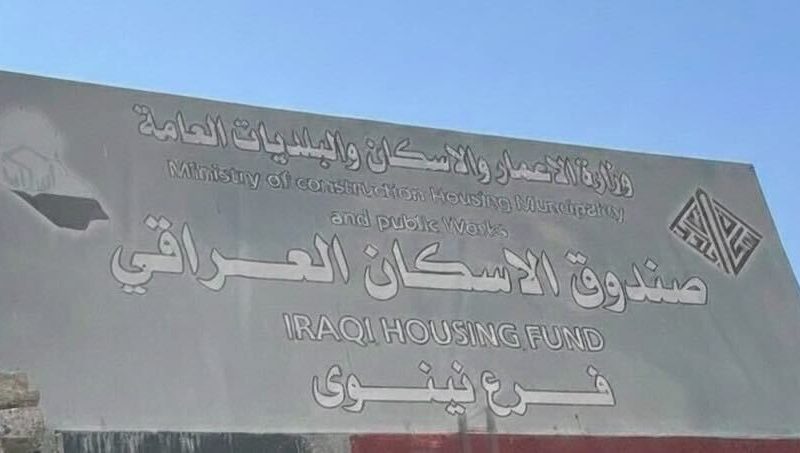 وزارة الاعمار والاسكان والبلديات العامة
Ministry of construction Housing Municipality
and public Works
صندوق الاسكان العراقي
IRAQI HOUSING FUND
فرع نينوى